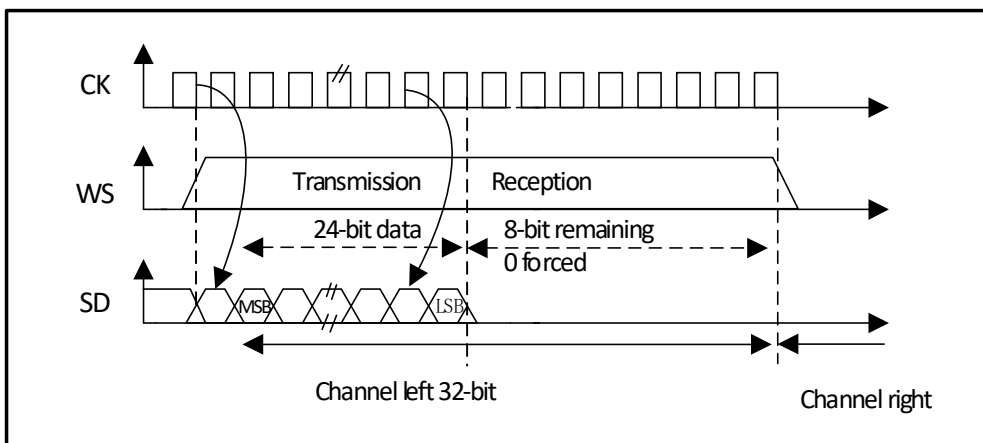 CK
WS
Transmission Reception
24-bit data 8-bit remaining
0 forced
SD
MSB LSB
Channel left 32-bit
Channel right